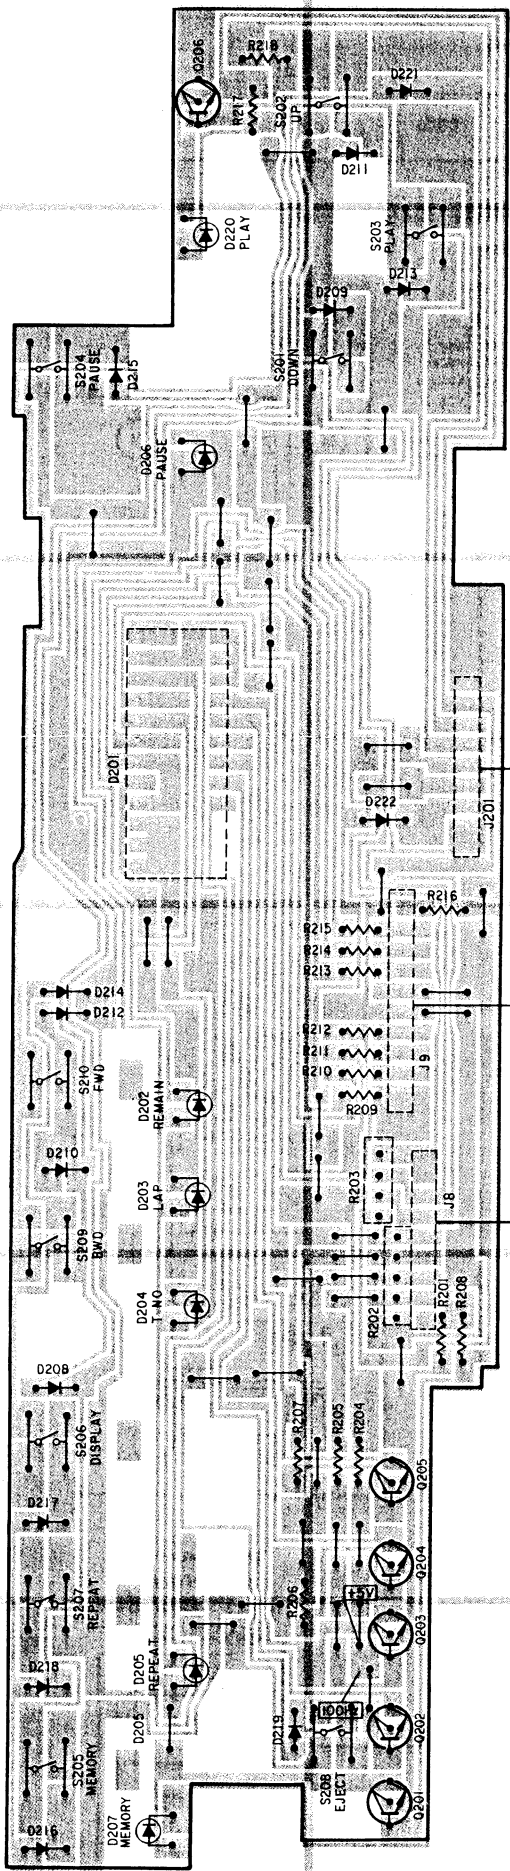 Q206
R218
R217
S202
UP
D221
D211
D220
PLAY
S203
PLAY
D213
D209
S201
DOWN
S204
PAUSE
D215
D206
PAUSE
D201
J201
D222
R216
R215
R214
R213
D214
D212
R212
R211
R210
R209
J9
S210
FWD
D202
REMAIN
D210
D203
LAP
R203
J8
S209
BWD
D204
T·NO
R202
R201
R208
D208
S206
DISPLAY
R207
R205
R204
Q205
D217
Q204
S207
REPEAT
R206
+5V
Q203
D218
D205
REPEAT
D205
D219
100Hz
S208
EJECT
Q202
S205
MEMORY
D207
MEMORY
Q201
D216